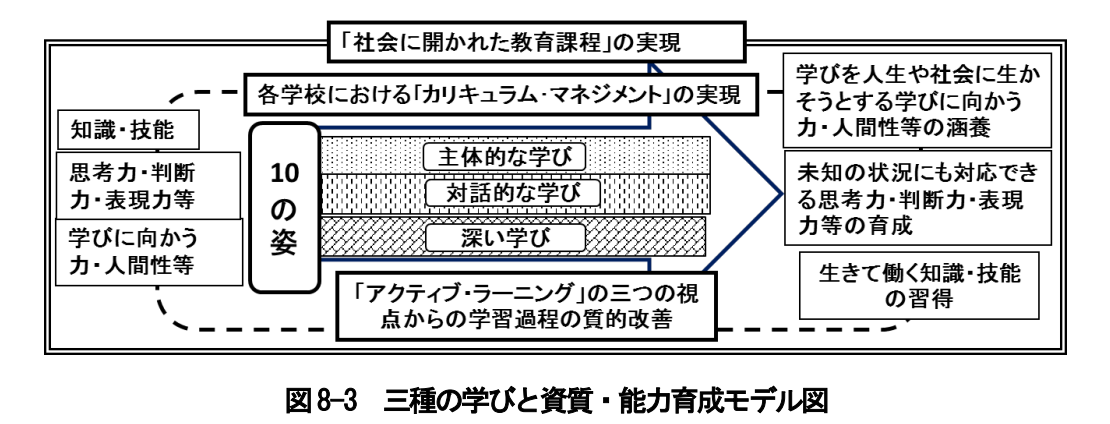 「社会に開かれた教育課程」の実現
各学校における「カリキュラム・マネジメント」の実現
知識・技能
思考力・判断
力・表現力等
学びに向かう
力・人間性等
10
の
姿
主体的な学び
対話的な学び
深い学び
「アクティブ・ラーニング」の三つの視
点からの学習過程の質的改善
学びを人生や社会に生か
そうとする学びに向かう
力・人間性等の涵養
未知の状況にも対応でき
る思考力・判断力・表現
力等の育成
生きて働く知識・技能
の習得
図8-3　三種の学びと資質・能力育成モデル図